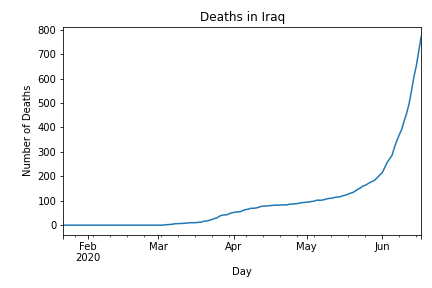 Deaths in Iraq
800
700
600
500
400
300
200
100
0
Number of Deaths
Feb
2020
Mar
Apr
May
Jun
Day